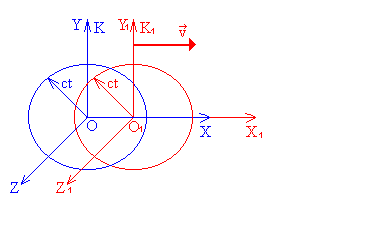 Y K Y₁ K₁ v⃗
ct ct
O O₁
X X₁
Z Z₁